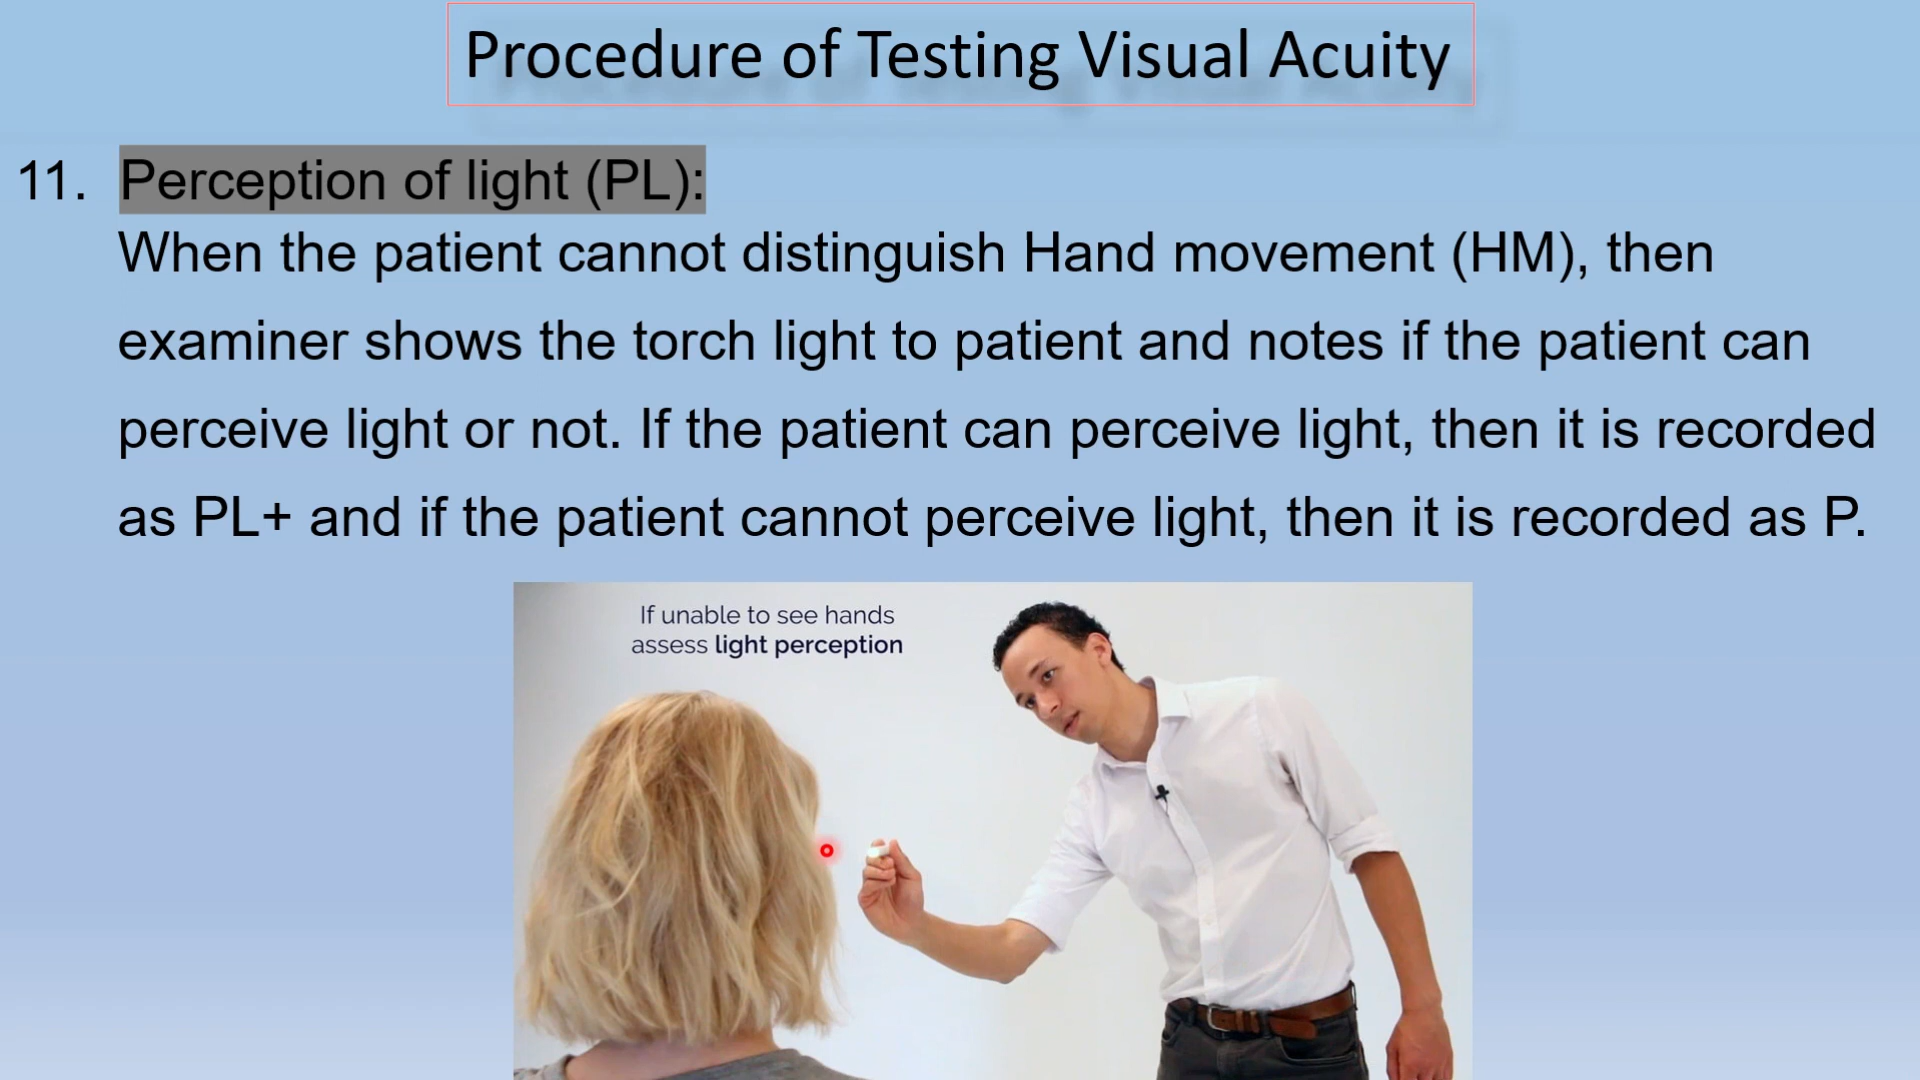 Procedure of Testing Visual Acuity
11. Perception of light (PL):
When the patient cannot distinguish Hand movement (HM), then
examiner shows the torch light to patient and notes if the patient can
perceive light or not. If the patient can perceive light, then it is recorded
as PL+ and if the patient cannot perceive light, then it is recorded as P.
If unable to see hands
assess light perception